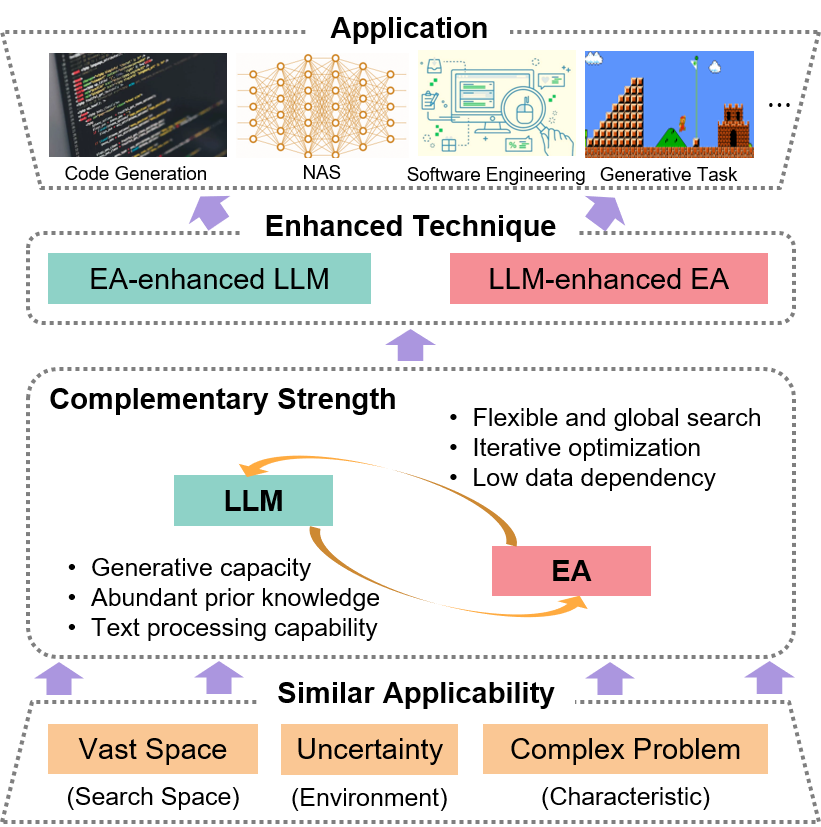 Application
Code Generation
NAS
Software Engineering
Generative Task
...
Enhanced Technique
EA-enhanced LLM
LLM-enhanced EA
Complementary Strength
• Flexible and global search
• Iterative optimization
• Low data dependency
LLM
EA
• Generative capacity
• Abundant prior knowledge
• Text processing capability
Similar Applicability
Vast Space
Uncertainty
Complex Problem
(Search Space)
(Environment)
(Characteristic)